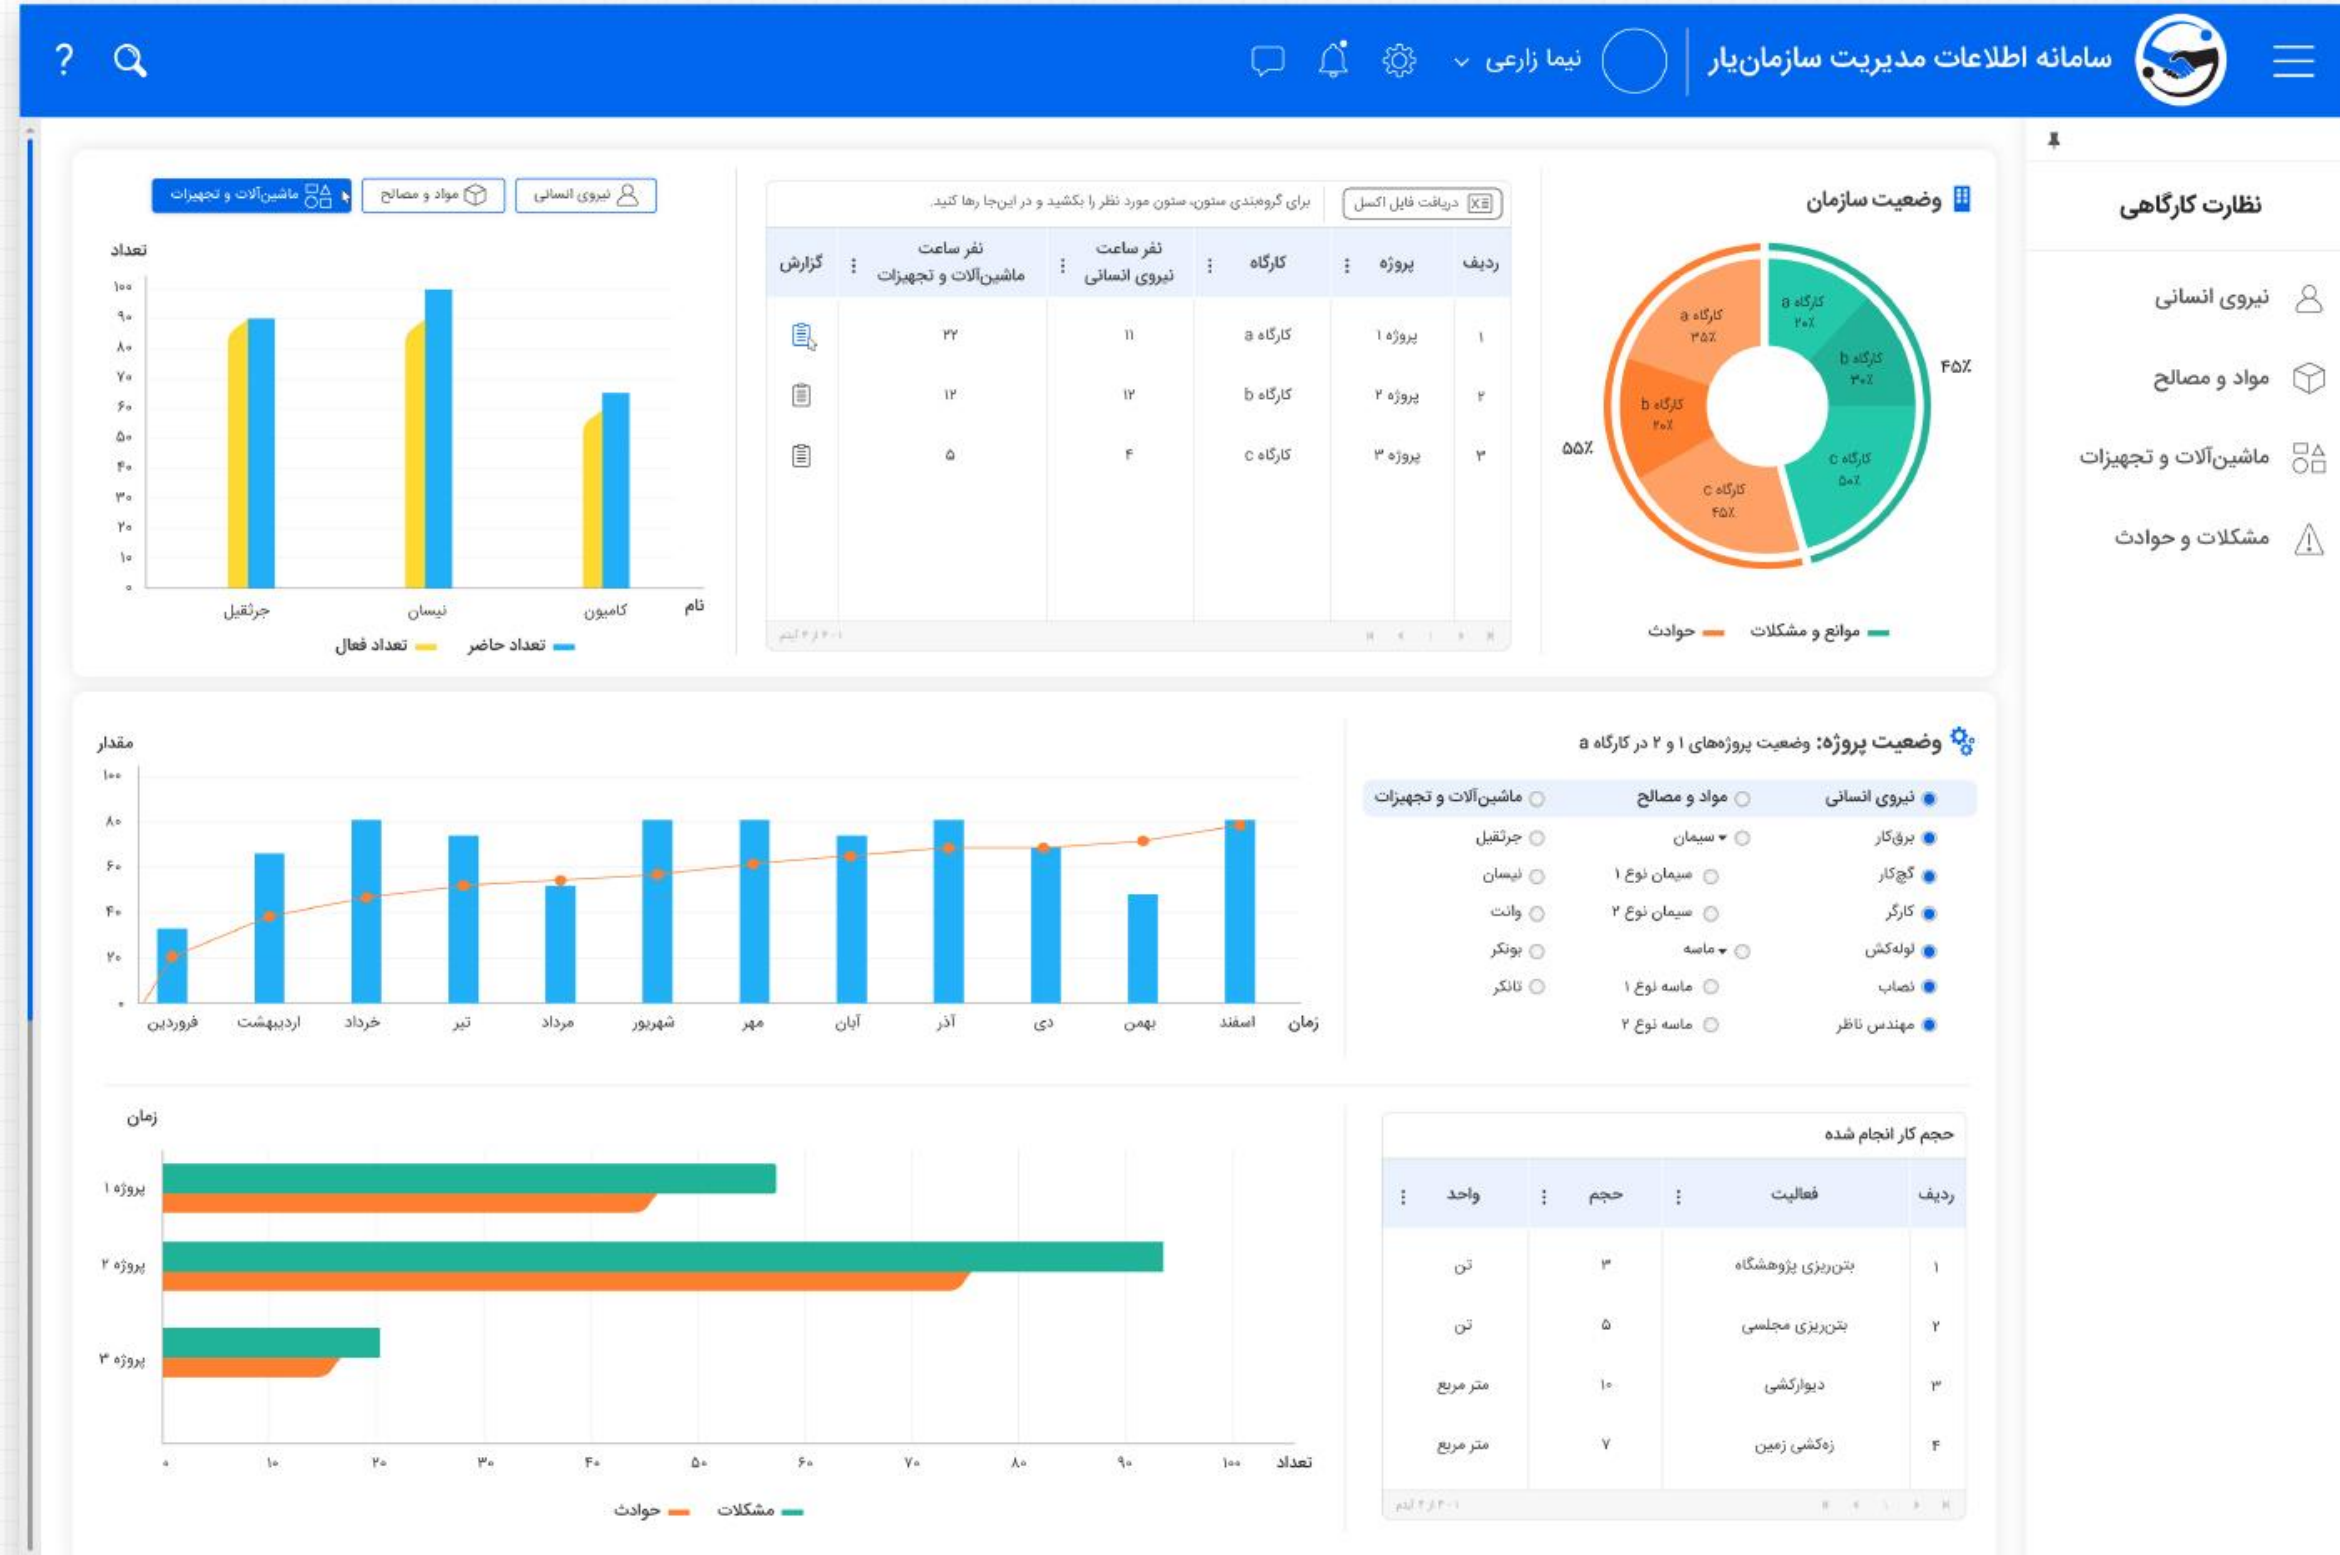 سامانه اطلاعات مدیریت سازمان‌یار
نیما زارعی
?
نظارت کارگاهی
نیروی انسانی
مواد و مصالح
ماشین‌آلات و تجهیزات
مشکلات و حوادث
وضعیت سازمان
کارگاه a
۲۰٪
کارگاه b
۳۰٪
کارگاه c
۵۰٪
۴۵٪
کارگاه a
۳۵٪
کارگاه b
۲۰٪
کارگاه c
۴۵٪
۵۵٪
موانع و مشکلات
حوادث
دریافت فایل اکسل
برای گروه‌بندی ستون، ستون مورد نظر را بکشید و در این‌جا رها کنید.
ردیف پروژه کارگاه نفر ساعت نیروی انسانی نفر ساعت ماشین‌آلات و تجهیزات گزارش
۱ پروژه ۱ کارگاه a ۱۱ ۲۲
۲ پروژه ۲ کارگاه b ۱۲ ۱۲
۳ پروژه ۳ کارگاه c ۴ ۵
نیروی انسانی
مواد و مصالح
ماشین‌آلات و تجهیزات
تعداد
۱۰۰
۹۰
۸۰
۷۰
۶۰
۵۰
۴۰
۳۰
۲۰
۱۰
۰
نام
کامیون
نیسان
جرثقیل
تعداد حاضر
تعداد فعال
وضعیت پروژه: وضعیت پروژه‌های ۱ و ۲ در کارگاه a
نیروی انسانی مواد و مصالح ماشین‌آلات و تجهیزات
برق‌کار سیمان جرثقیل
گچ‌کار سیمان نوع ۱ نیسان
کارگر سیمان نوع ۲ وانت
لوله‌کش ماسه بونکر
نصاب ماسه نوع ۱ تانکر
مهندس ناظر ماسه نوع ۲
مقدار
۱۰۰
۸۰
۶۰
۴۰
۲۰
۰
فروردین اردیبهشت خرداد تیر مرداد شهریور مهر آبان آذر دی بهمن اسفند زمان
حجم کار انجام شده
ردیف فعالیت حجم واحد
۱ بتن‌ریزی پژوهشگاه ۳ تن
۲ بتن‌ریزی مجلسی ۵ تن
۳ دیوارکشی ۱۰ متر مربع
۴ زه‌کشی زمین ۷ متر مربع
زمان
پروژه ۱
پروژه ۲
پروژه ۳
۰ ۱۰ ۲۰ ۳۰ ۴۰ ۵۰ ۶۰ ۷۰ ۸۰ ۹۰ ۱۰۰ تعداد
مشکلات
حوادث